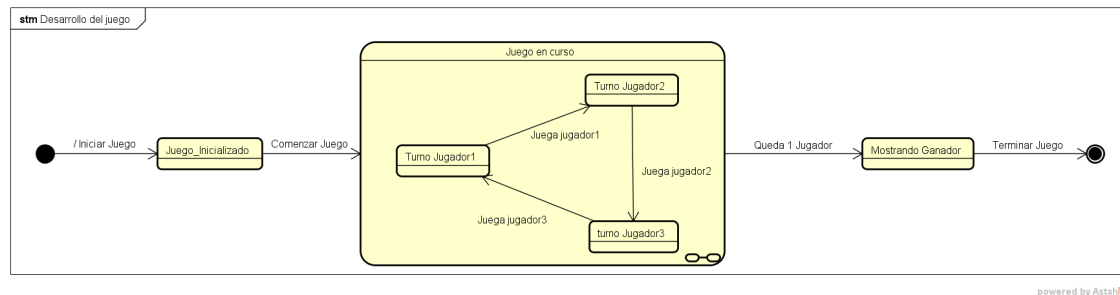 stm Desarrollo del juego
Juego en curso
Turno Jugador2
/ Iniciar Juego
Juego_Inicializado
Comenzar Juego
Juega jugador1
Turno Jugador1
Queda 1 Jugador
Mostrando Ganador
Terminar Juego
Juega jugador2
Juega jugador3
turno Jugador3
powered by Astah